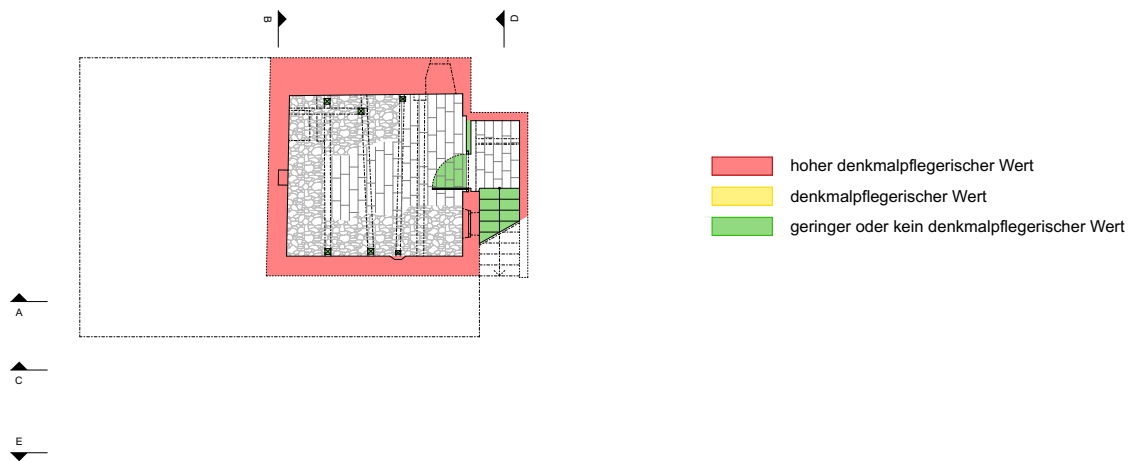 B
D
hoher denkmalpflegerischer Wert
denkmalpflegerischer Wert
geringer oder kein denkmalpflegerischer Wert
A
C
E